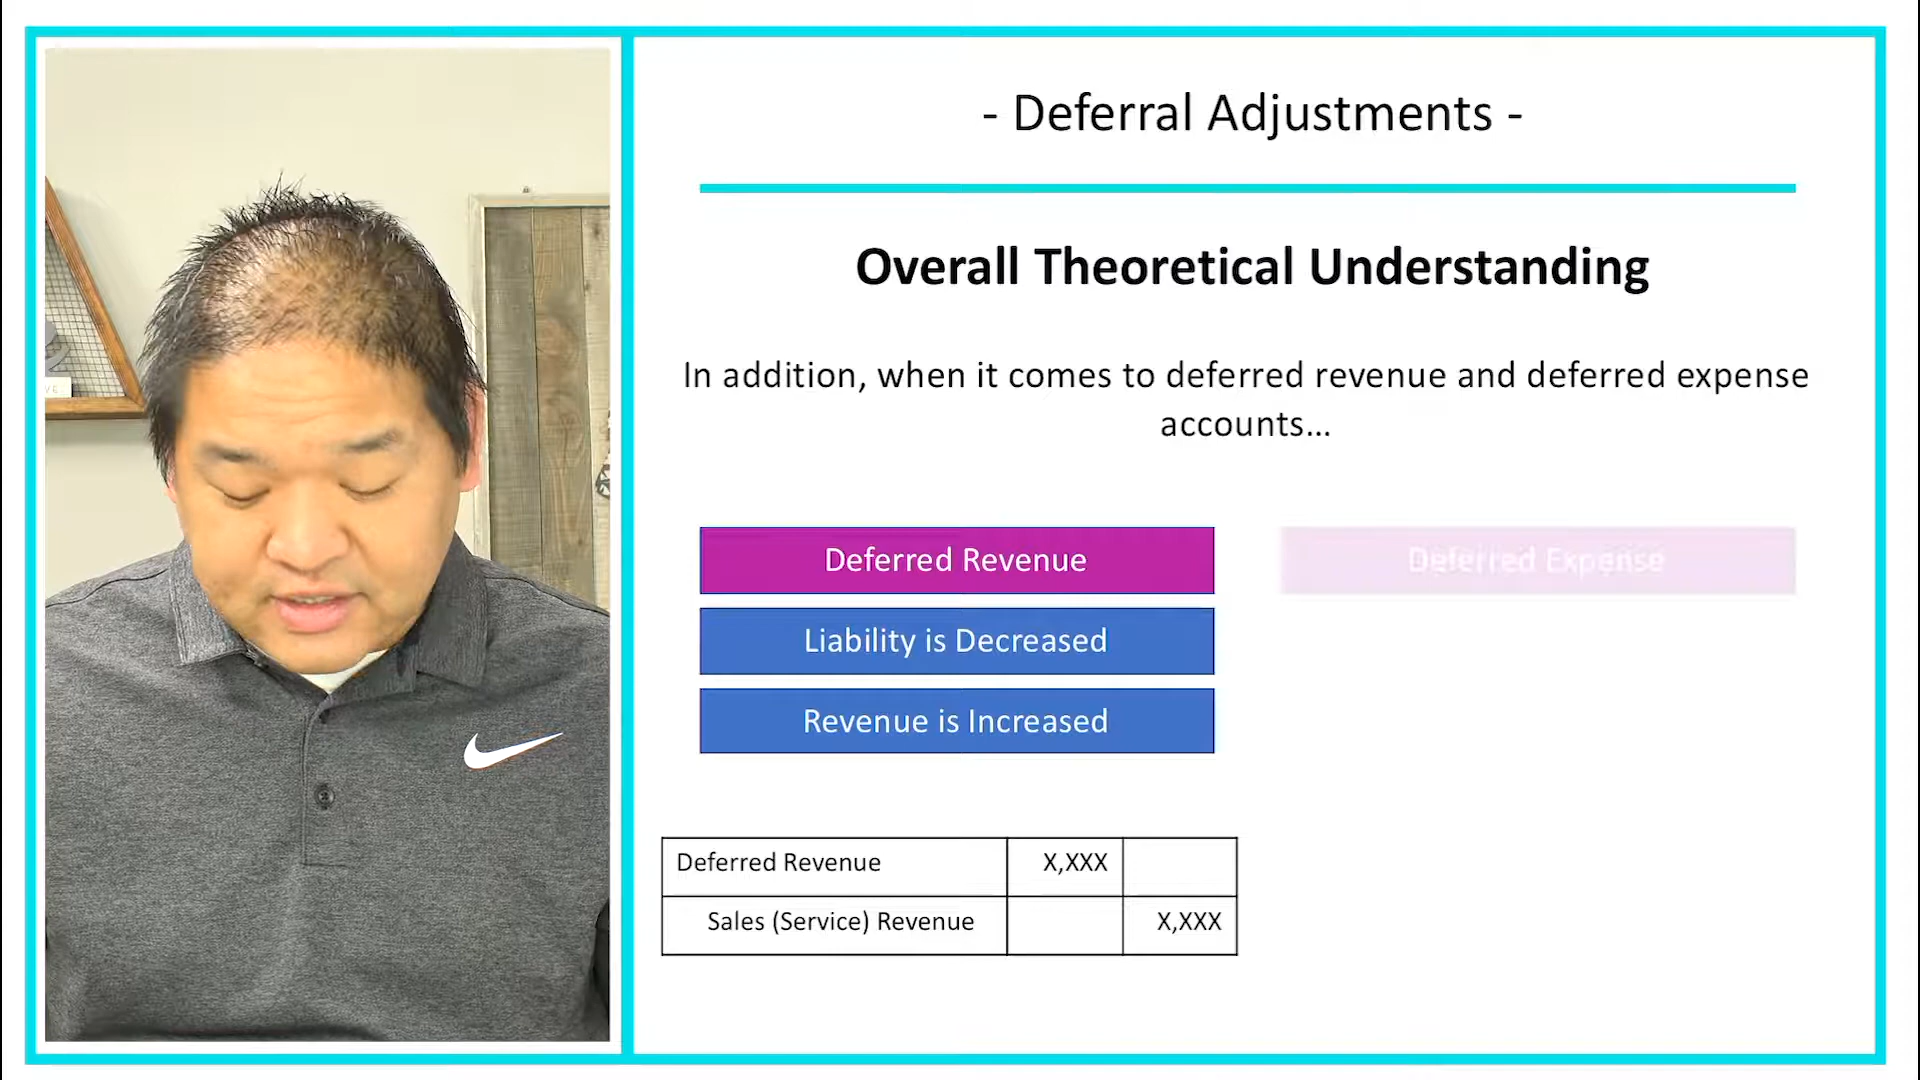 - Deferral Adjustments -
Overall Theoretical Understanding
In addition, when it comes to deferred revenue and deferred expense
accounts...
Deferred Revenue
Deferred Expense
Liability is Decreased
Revenue is Increased
Deferred Revenue X,XXX
Sales (Service) Revenue X,XXX